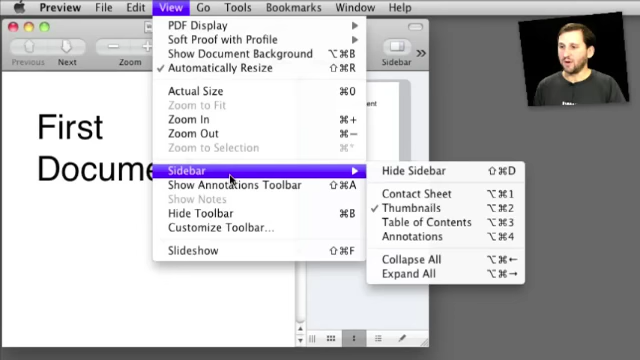 Preview File Edit View Go Tools Bookmarks Window Help
PDF Display
Soft Proof with Profile
Show Document Background ⌥⌘B
✓ Automatically Resize ⇧⌘R
Actual Size ⌘0
Zoom to Fit
Zoom In ⌘+
Zoom Out ⌘−
Zoom to Selection ⌘*
Sidebar
Show Annotations Toolbar ⇧⌘A
Show Notes
Hide Toolbar ⌘B
Customize Toolbar...
Slideshow ⇧⌘F
Hide Sidebar ⇧⌘D
Contact Sheet ⌥⌘1
✓ Thumbnails ⌥⌘2
Table of Contents ⌥⌘3
Annotations ⌥⌘4
Collapse All ⌥⌘←
Expand All ⌥⌘→
Previous Next Zoom
Sidebar
First
Docume